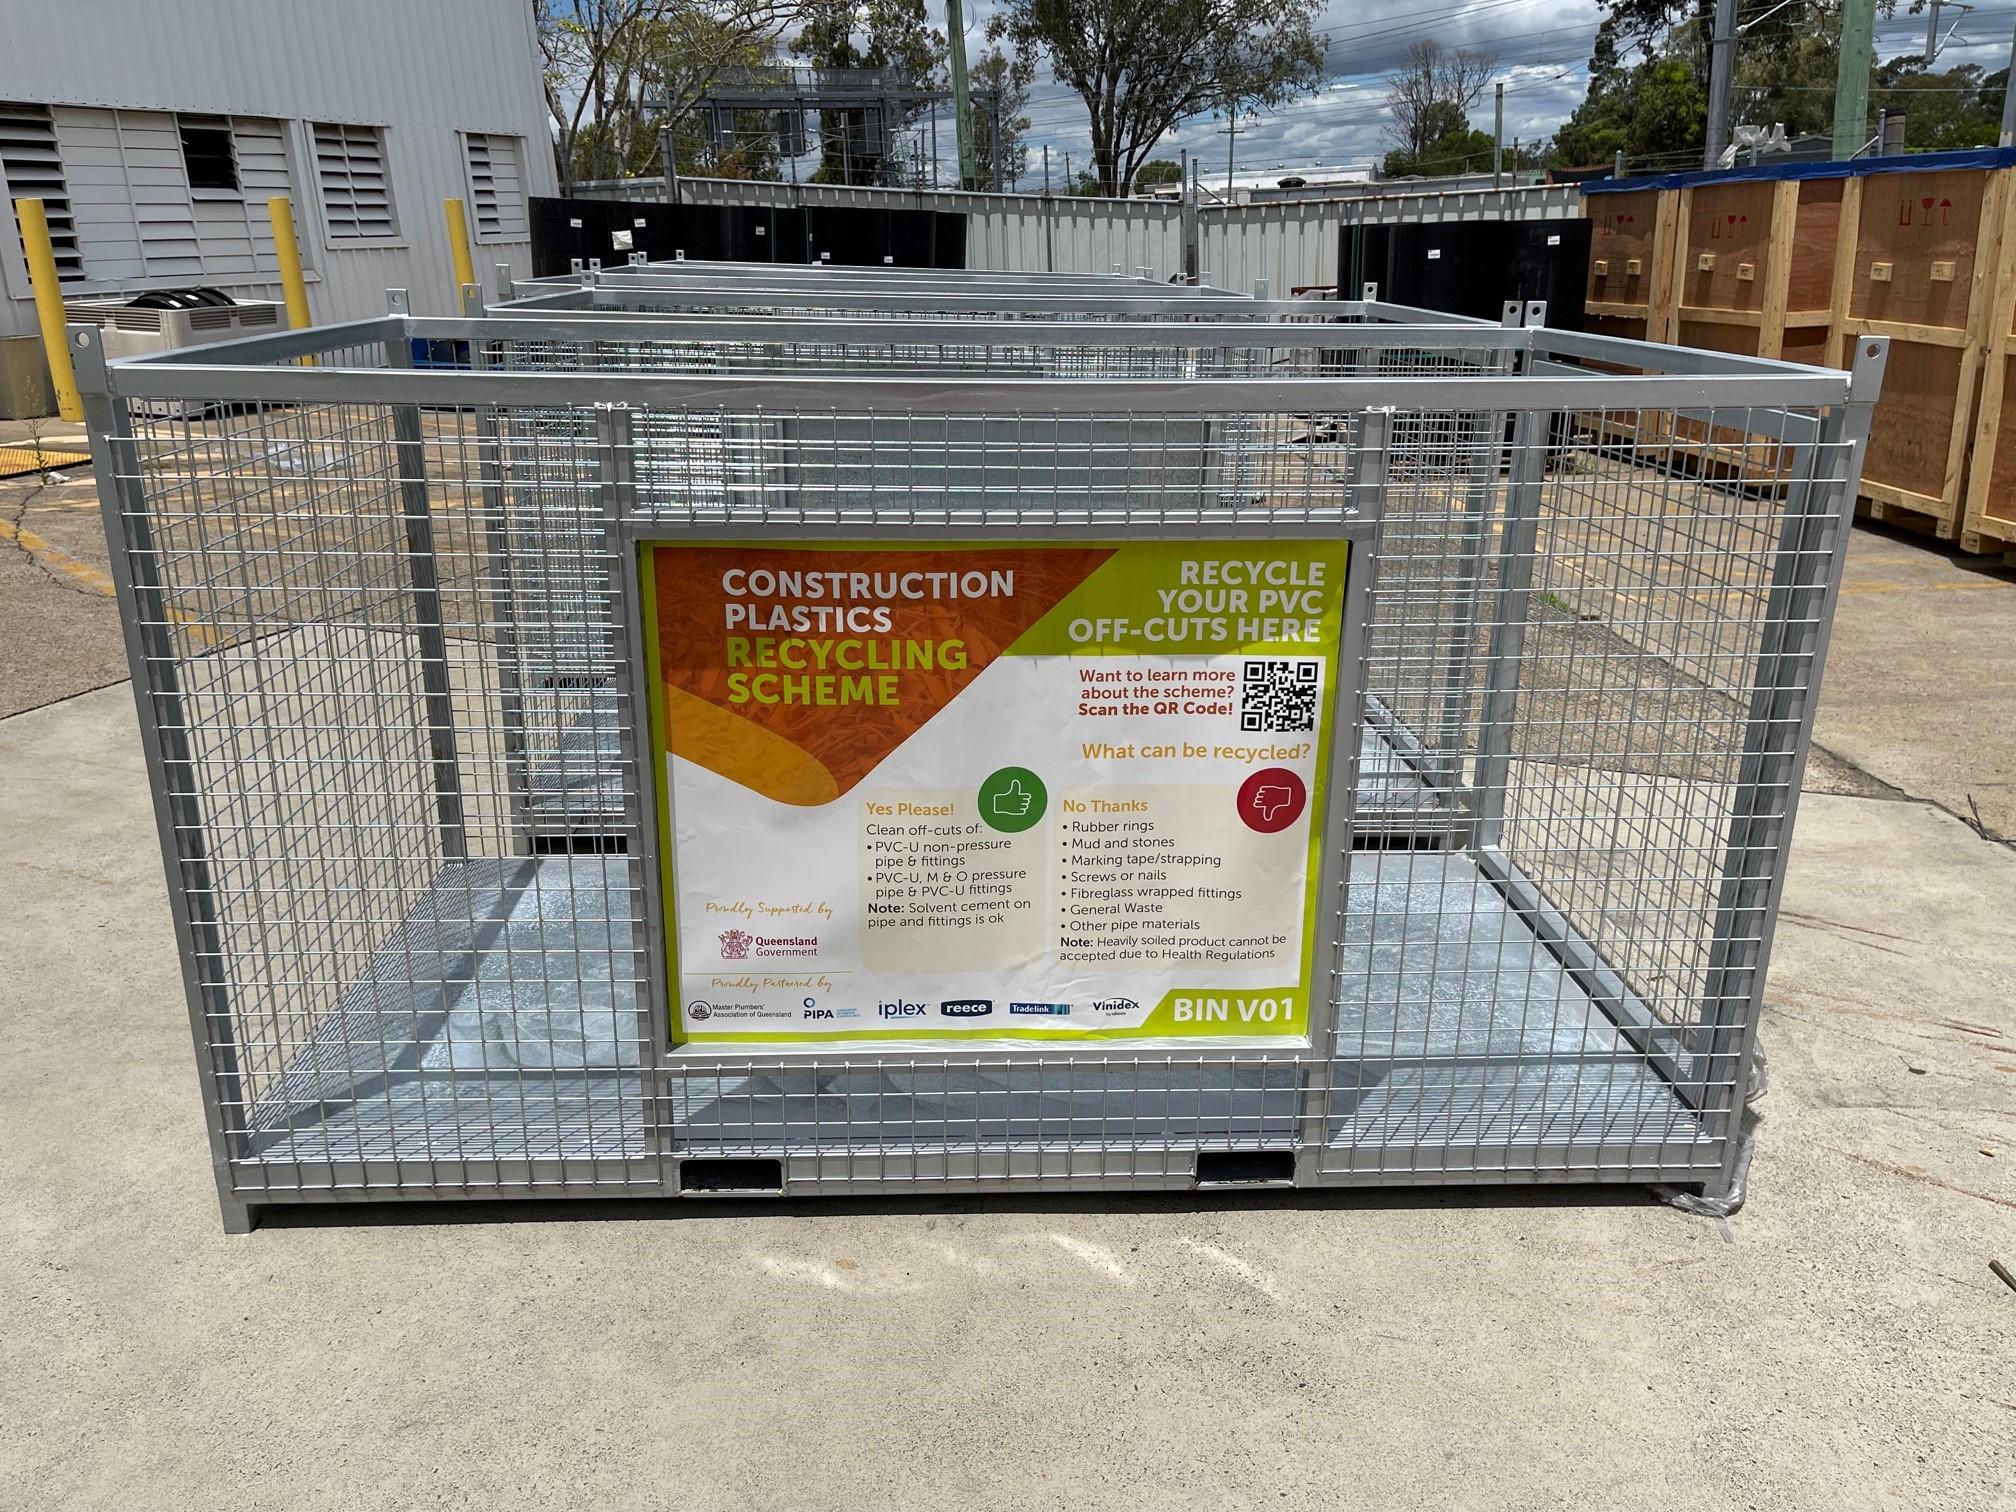 CONSTRUCTION
PLASTICS
RECYCLING
SCHEME
RECYCLE
YOUR PVC
OFF-CUTS HERE
Want to learn more
about the scheme?
Scan the QR Code!
What can be recycled?
Yes Please!
Clean off-cuts of:
• PVC-U non-pressure
pipe & fittings
• PVC-U, M & O pressure
pipe & PVC-U fittings
Note: Solvent cement on
pipe and fittings is ok
No Thanks
• Rubber rings
• Mud and stones
• Marking tape/strapping
• Screws or nails
• Fibreglass wrapped fittings
• General Waste
• Other pipe materials
Note: Heavily soiled product cannot be
accepted due to Health Regulations
Proudly Supported by
Queensland
Government
Proudly Partnered by
Master Plumbers'
Association of Queensland
PIPA
iplex
reece
Tradelink
Vinidex
BIN V01